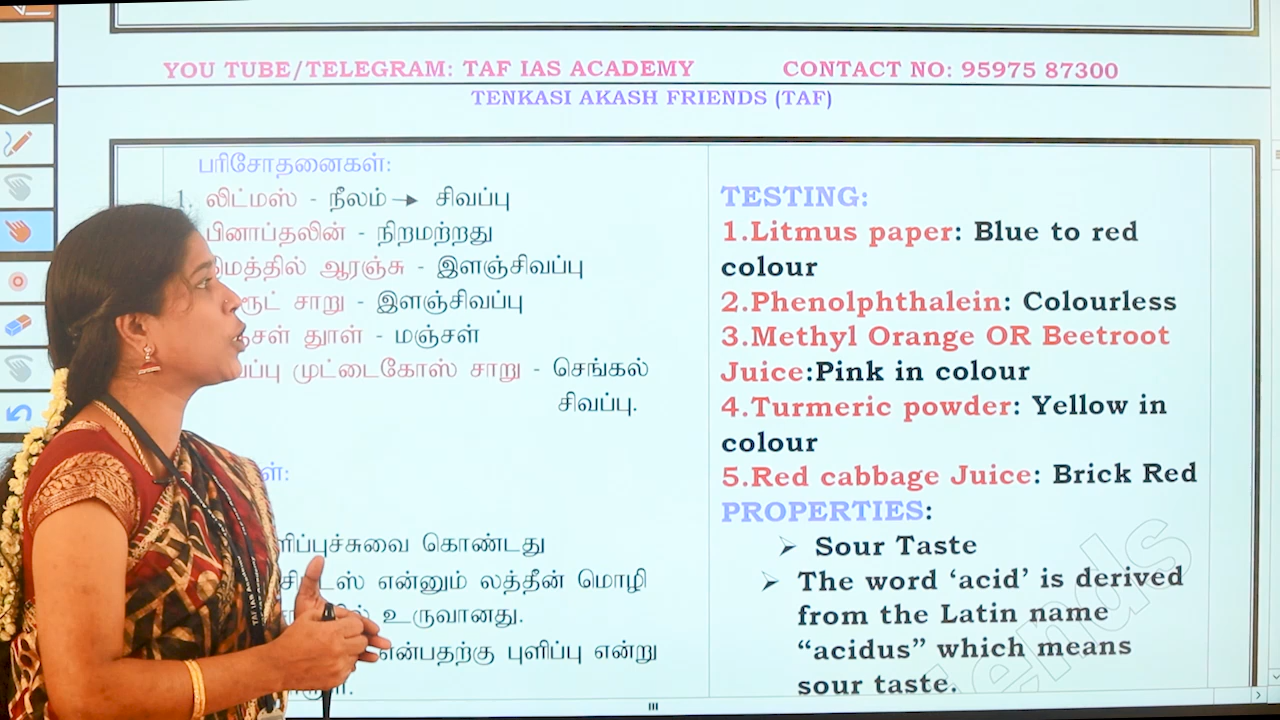 YOU TUBE/TELEGRAM: TAF IAS ACADEMY CONTACT NO: 95975 87300
TENKASI AKASH FRIENDS (TAF)
பரிசோதனைகள்:
1. லிட்மஸ் - நீலம் → சிவப்பு
பினாப்தலின் - நிறமற்றது
ஆரஞ்சு - இளஞ்சிவப்பு
சாறு - இளஞ்சிவப்பு
தூள் - மஞ்சள்
முட்டைகோஸ் சாறு - செங்கல்
சிவப்பு.
கொண்டது
என்னும் லத்தீன் மொழி
உருவானது.
என்பதற்கு புளிப்பு என்று
TESTING:
1.Litmus paper: Blue to red
colour
2.Phenolphthalein: Colourless
3.Methyl Orange OR Beetroot
Juice:Pink in colour
4.Turmeric powder: Yellow in
colour
5.Red cabbage Juice: Brick Red
PROPERTIES:
➢ Sour Taste
➢ The word ‘acid’ is derived
from the Latin name
“acidus” which means
sour taste.